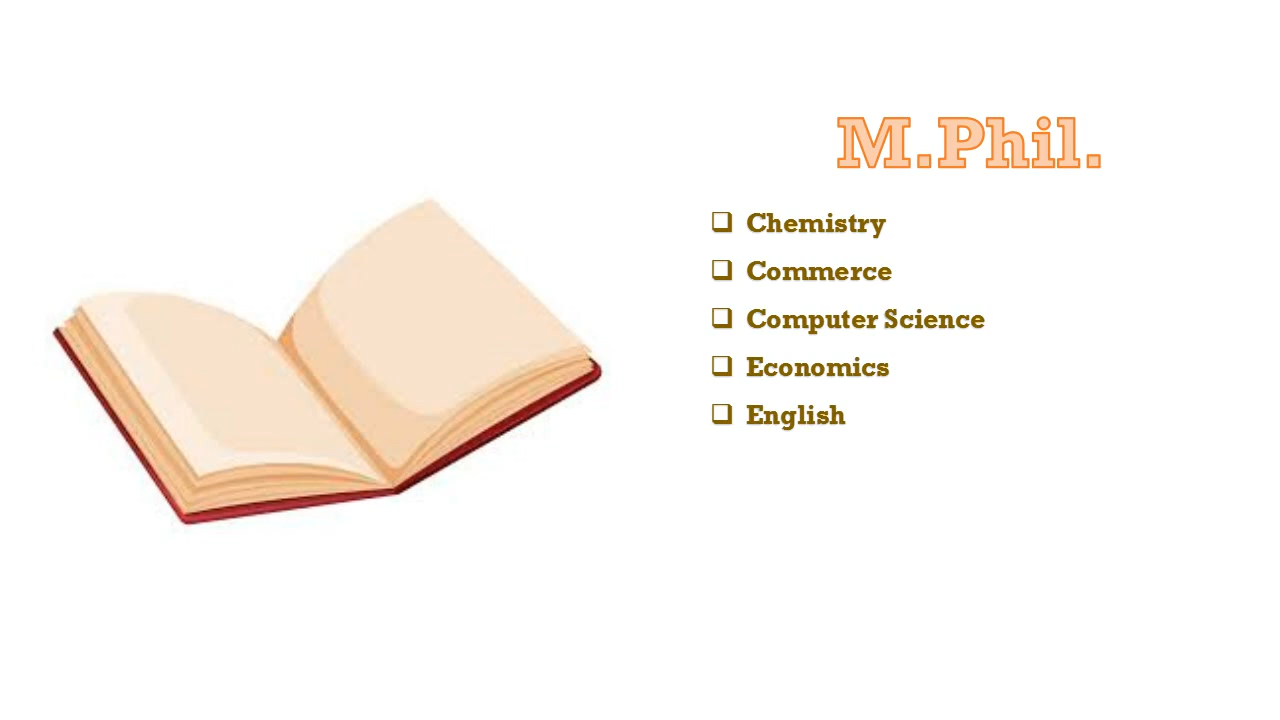 M.Phil.
❑ Chemistry
❑ Commerce
❑ Computer Science
❑ Economics
❑ English